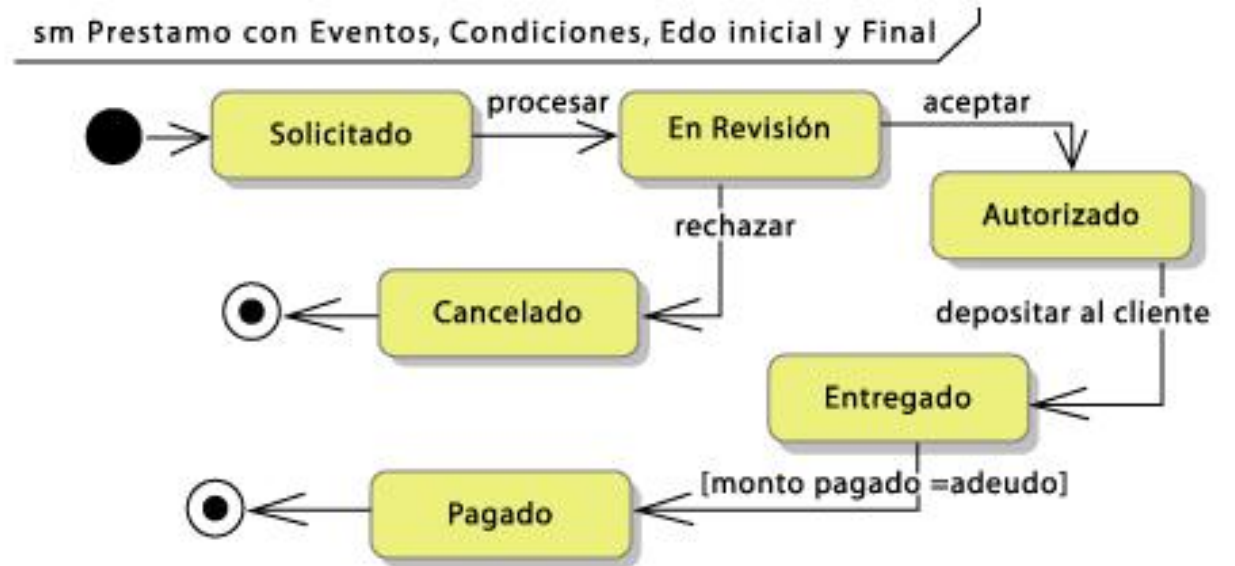 sm Prestamo con Eventos, Condiciones, Edo inicial y Final
procesar
aceptar
Solicitado
En Revisión
Autorizado
rechazar
Cancelado
depositar al cliente
Entregado
[monto pagado =adeudo]
Pagado